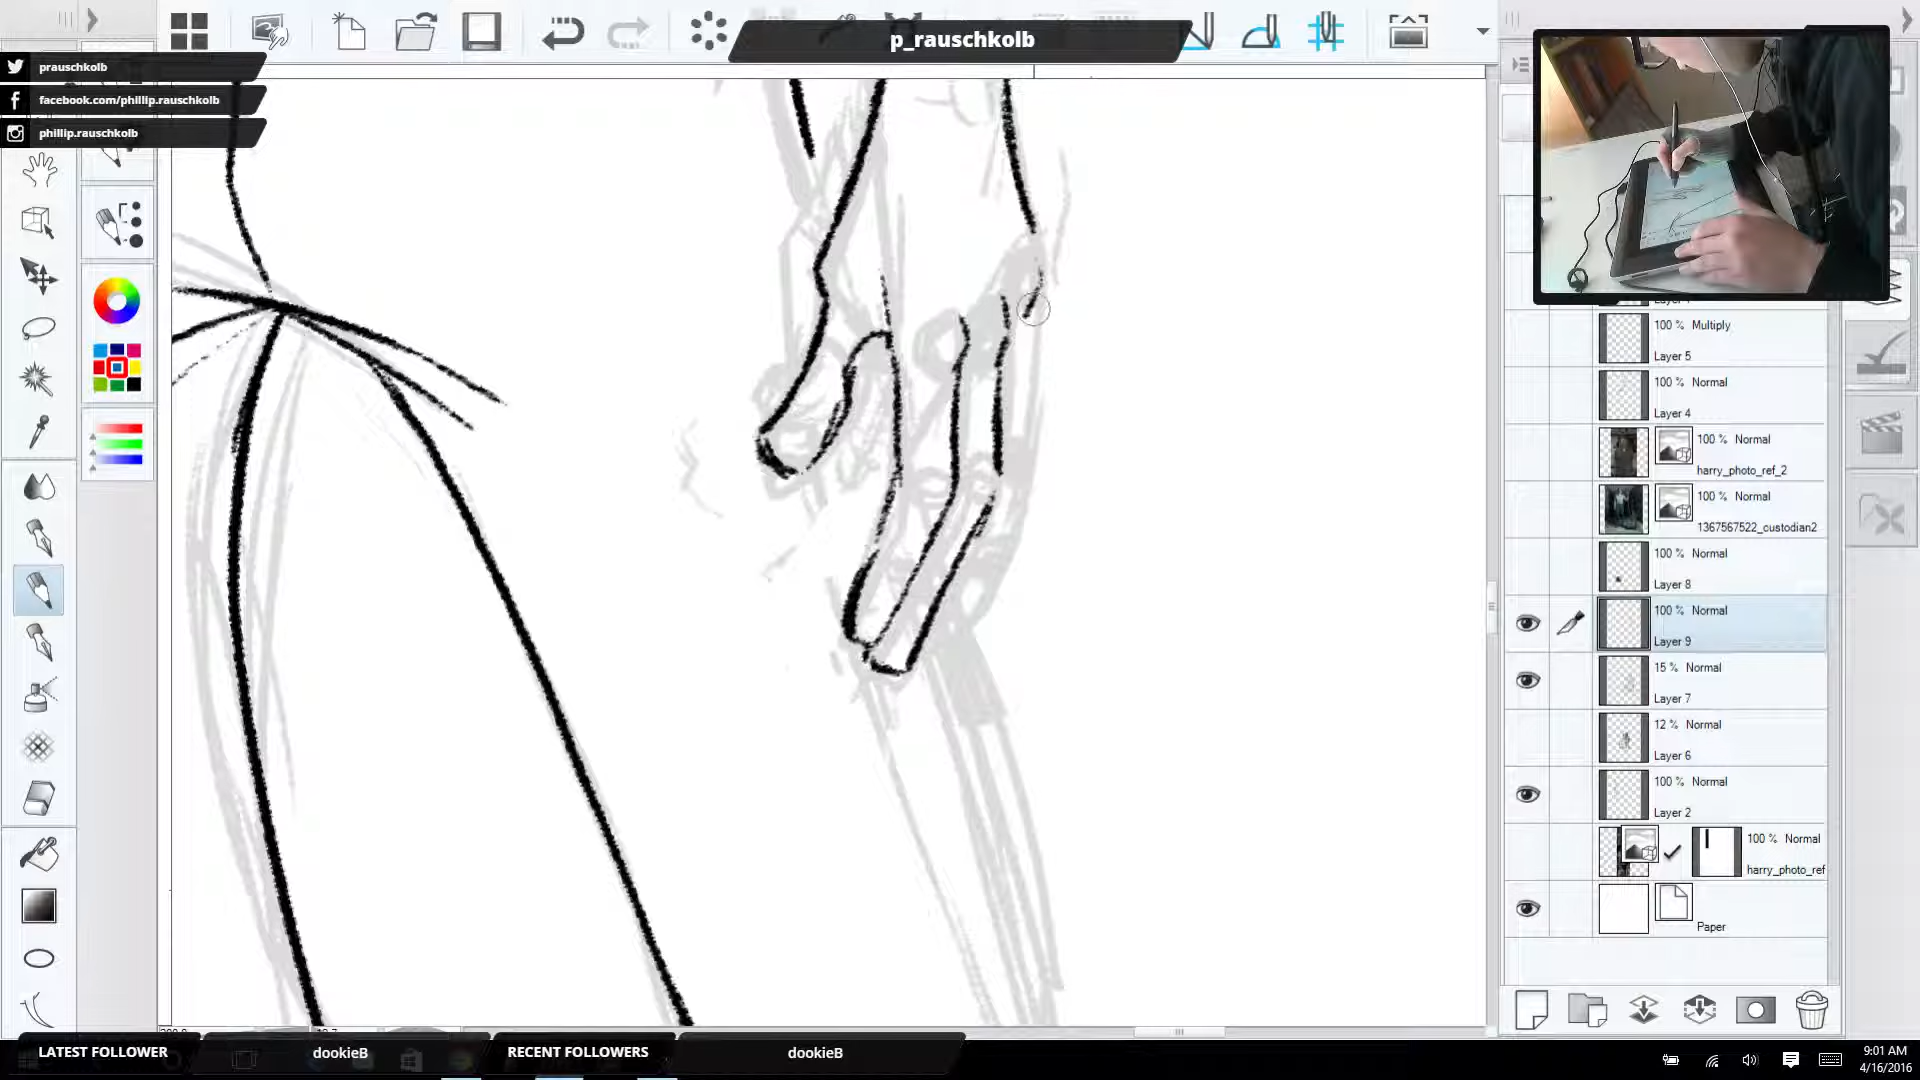 p_rauschkolb
prauschkolb
facebook.com/phillip.rauschkolb
phillip.rauschkolb
100 % Multiply
Layer 5
100 % Normal
Layer 4
100 % Normal
harry_photo_ref_2
100 % Normal
1367567522_custodian2
100 % Normal
Layer 8
100 % Normal
Layer 9
15 % Normal
Layer 7
12 % Normal
Layer 6
100 % Normal
Layer 2
100 % Normal
harry_photo_ref
Paper
LATEST FOLLOWER
dookieB
RECENT FOLLOWERS
dookieB
9:01 AM
4/16/2016